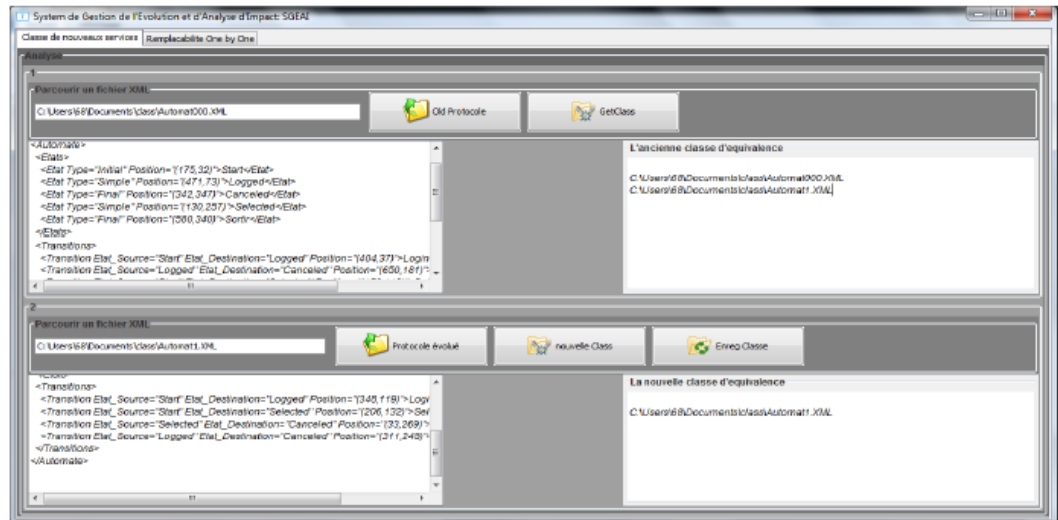 System de Gestion de l'Evolution et d'Analyse d'Impact: SGEAI
Classe de nouveaux services Remplacabilite One by One
Analyse
1
Parcourir un fichier XML
C:\Users\68\Documents\class\Automat000.XML Old Protocole GetClass
<Automate>
<Etats>
<Etat Type="Initial" Position="(175,32)">Start</Etat>
<Etat Type="Simple" Position="(471,73)">Logged</Etat>
<Etat Type="Final" Position="(342,347)">Canceled</Etat>
<Etat Type="Simple" Position="(130,257)">Selected</Etat>
<Etat Type="Final" Position="(560,340)">Sortir</Etat>
</Etats>
<Transitions>
<Transition Etat_Source="Start" Etat_Destination="Logged" Position="(404,37)">Login
<Transition Etat_Source="Logged" Etat_Destination="Canceled" Position="(650,181)">
L'ancienne classe d'equivalence
C:\Users\68\Documents\class\Automat000.XML
C:\Users\68\Documents\class\Automat1.XML
2
Parcourir un fichier XML
C:\Users\68\Documents\class\Automat1.XML Protocole évolué nouvelle Class Enreg Classe
<Transitions>
<Transition Etat_Source="Start" Etat_Destination="Logged" Position="(348,119)">Logi
<Transition Etat_Source="Start" Etat_Destination="Selected" Position="(206,132)">Sel
<Transition Etat_Source="Selected" Etat_Destination="Canceled" Position="(33,269)">
<Transition Etat_Source="Logged" Etat_Destination="Canceled" Position="(311,248)">
</Transitions>
</Automate>
La nouvelle classe d'equivalence
C:\Users\68\Documents\class\Automat1.XML